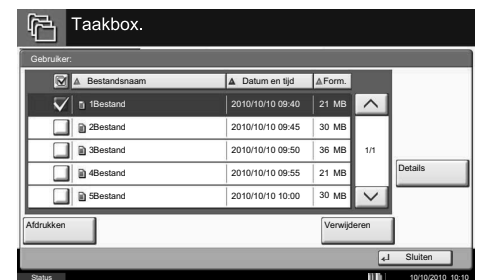 Taakbox.
Gebruiker:
Bestandsnaam Datum en tijd Form.
1Bestand 2010/10/10 09:40 21 MB
2Bestand 2010/10/10 09:45 30 MB
3Bestand 2010/10/10 09:50 36 MB 1/1
4Bestand 2010/10/10 09:55 21 MB Details
5Bestand 2010/10/10 10:00 30 MB
Afdrukken Verwijderen
Sluiten
Status 10/10/2010 10:10